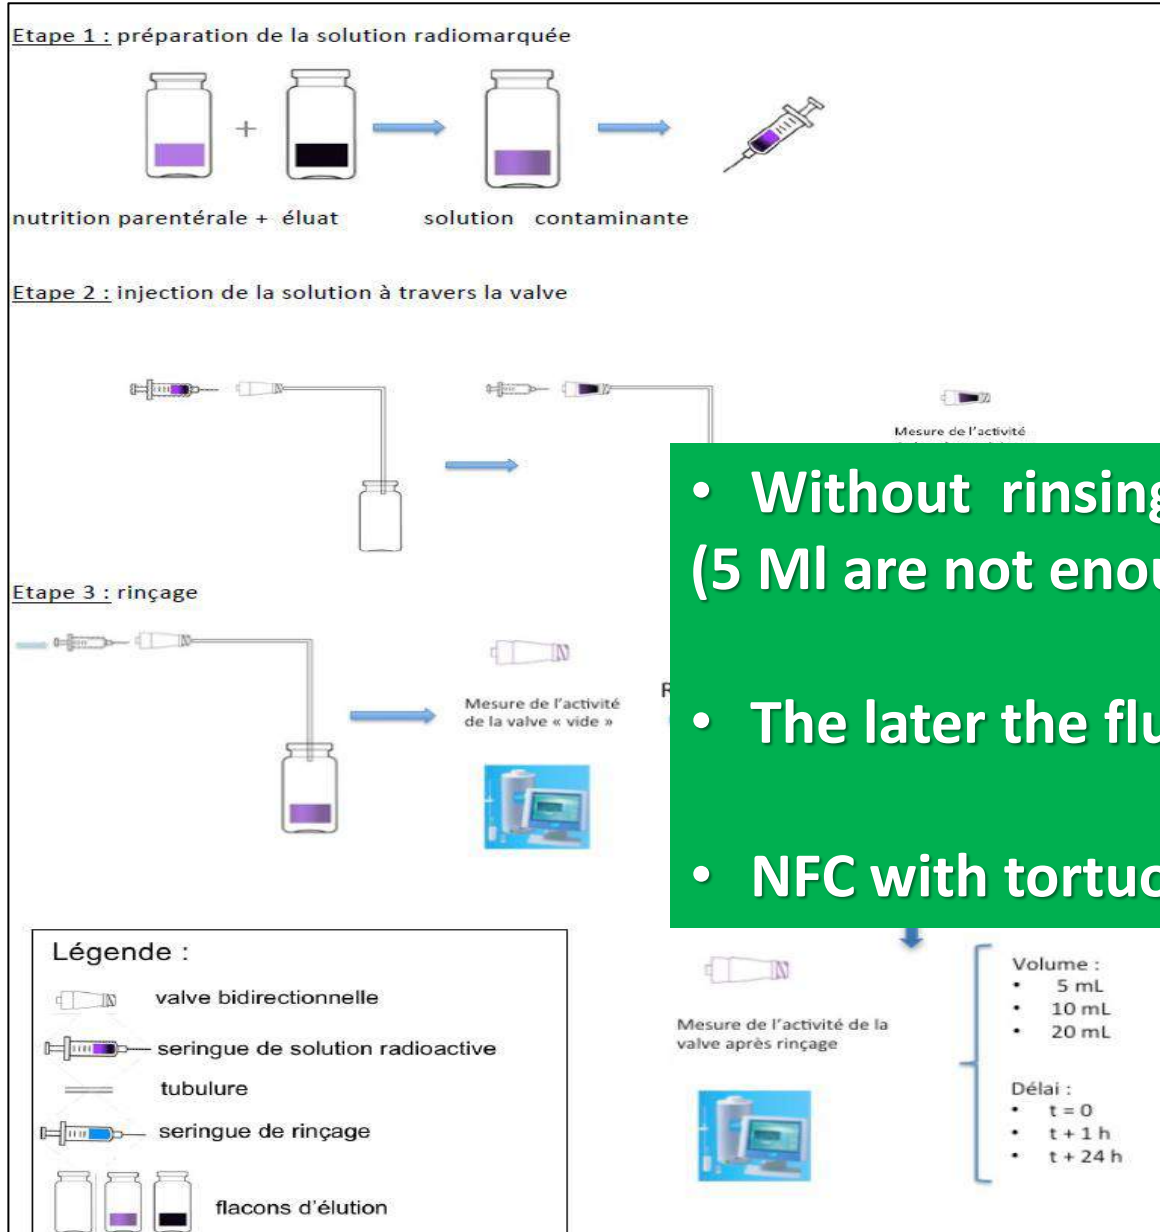 Etape 1 : préparation de la solution radiomarquée
+
nutrition parentérale + éluat
solution contaminante
Etape 2 : injection de la solution à travers la valve
Mesure de l'activité
• Without rinsing
(5 Ml are not
• The later the
• NFC with
Etape 3 : rinçage
Mesure de l'activité
de la valve « vide »
Mesure de l'activité de la
valve après rinçage
Volume :
• 5 mL
• 10 mL
• 20 mL
Délai :
• t = 0
• t + 1 h
• t + 24 h
Légende :
valve bidirectionnelle
seringue de solution radioactive
tubulure
seringue de rinçage
flacons d'élution